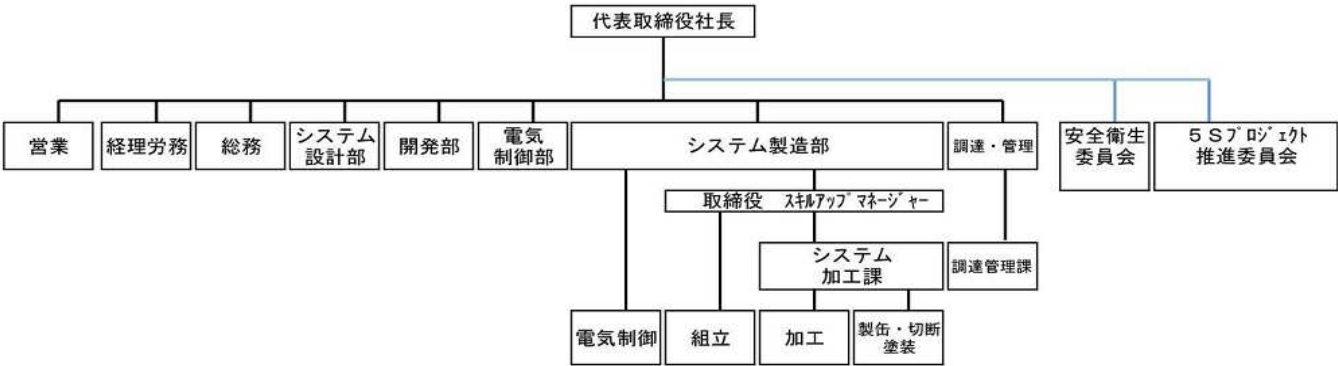 代表取締役社長
営業
経理労務
総務
システム
設計部
開発部
電気
制御部
システム製造部
調達・管理
安全衛生
委員会
５Ｓﾌﾟﾛｼﾞｪｸﾄ
推進委員会
取締役　ｽｷﾙｱｯﾌﾟﾏﾈｰｼﾞｬｰ
システム
加工課
調達管理課
電気制御
組立
加工
製缶・切断
塗装